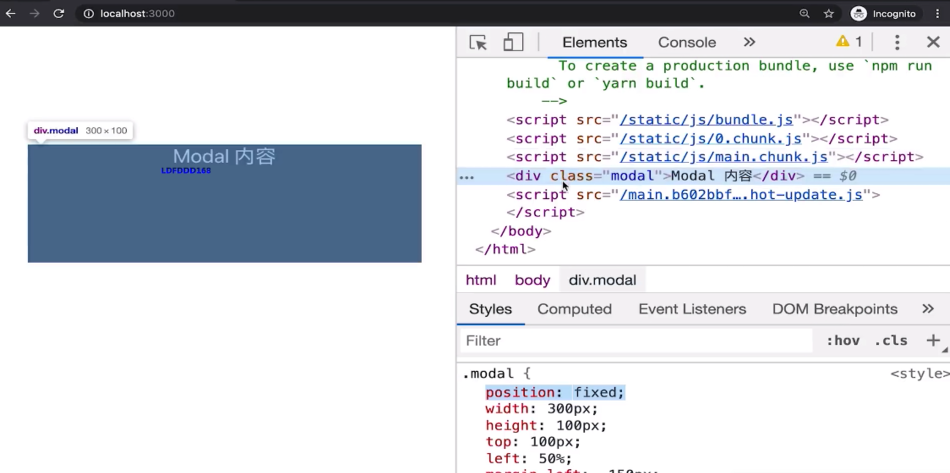 localhost:3000
Incognito
Elements
Console
1
To create a production bundle, use `npm run
build` or `yarn build`.
-->
<script src="/static/js/bundle.js"></script>
<script src="/static/js/0.chunk.js"></script>
<script src="/static/js/main.chunk.js"></script>
<div class="modal">Modal 内容</div> == $0
<script src="/main.b602bbf….hot-update.js">
</script>
</body>
</html>
html body div.modal
Styles Computed Event Listeners DOM Breakpoints
Filter
:hov .cls
.modal { <style>
position: fixed;
width: 300px;
height: 100px;
top: 100px;
left: 50%;
margin-left: -150px;
div.modal 300 × 100
Modal 内容
LDFDDD168